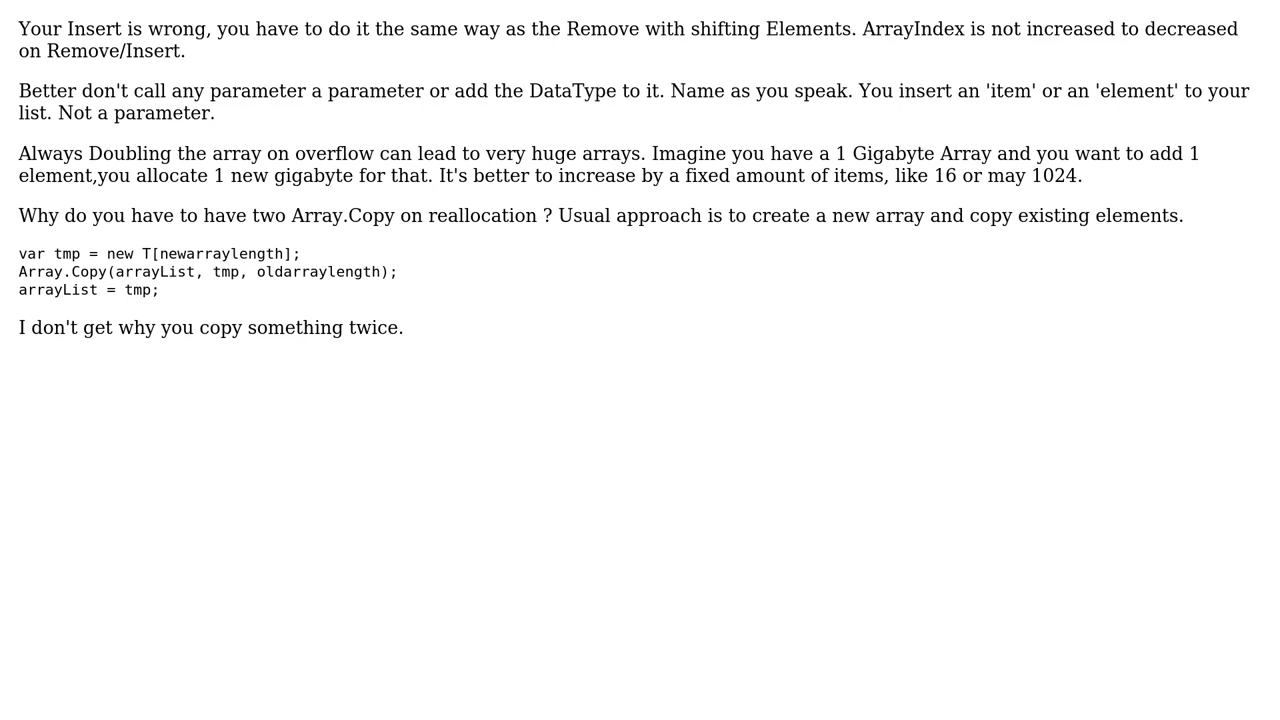 Your Insert is wrong, you have to do it the same way as the Remove with shifting Elements. ArrayIndex is not increased to decreased
on Remove/Insert.
Better don't call any parameter a parameter or add the DataType to it. Name as you speak. You insert an 'item' or an 'element' to your
list. Not a parameter.
Always Doubling the array on overflow can lead to very huge arrays. Imagine you have a 1 Gigabyte Array and you want to add 1
element,you allocate 1 new gigabyte for that. It's better to increase by a fixed amount of items, like 16 or may 1024.
Why do you have to have two Array.Copy on reallocation ? Usual approach is to create a new array and copy existing elements.
var tmp = new T[newarraylength];
Array.Copy(arrayList, tmp, oldarraylength);
arrayList = tmp;
I don't get why you copy something twice.